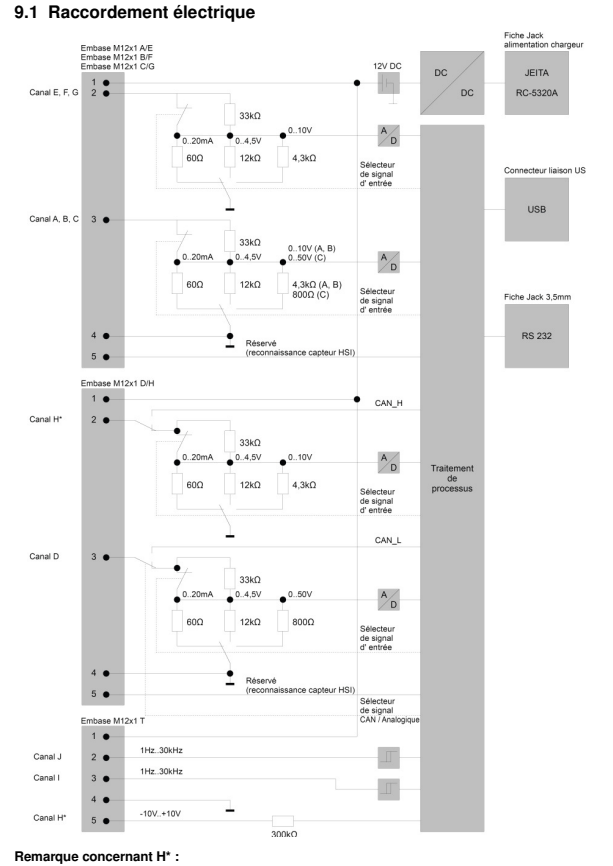 9.1 Raccordement électrique
Fiche Jack
alimentation chargeur
Embase M12x1 A/E
Embase M12x1 B/F
Embase M12x1 C/G
12V DC
DC
DC
JEITA
RC-5320A
1
Canal E, F, G
2
33kΩ
0..20mA
0..4,5V
0..10V
A
D
60Ω
12kΩ
4,3kΩ
Sélecteur
de signal
d' entrée
Connecteur liaison US
USB
Canal A, B, C
3
33kΩ
0..20mA
0..4,5V
0..10V (A, B)
0..50V (C)
A
D
60Ω
12kΩ
4,3kΩ (A, B)
800Ω (C)
Sélecteur
de signal
d' entrée
Fiche Jack 3,5mm
RS 232
4
Réservé
(reconnaissance capteur HSI)
5
Embase M12x1 D/H
1
CAN_H
Canal H*
2
33kΩ
0..20mA
0..4,5V
0..10V
A
D
60Ω
12kΩ
4,3kΩ
Sélecteur
de signal
d' entrée
Traitement
de
processus
CAN_L
Canal D
3
33kΩ
0..20mA
0..4,5V
0..50V
A
D
60Ω
12kΩ
800Ω
Sélecteur
de signal
d' entrée
4
Réservé
(reconnaissance capteur HSI)
5
Sélecteur
de signal
CAN / Analogique
Embase M12x1 T
1
Canal J
2
1Hz..30kHz
Canal I
3
1Hz..30kHz
4
Canal H*
5
-10V..+10V
300kΩ
Remarque concernant H* :